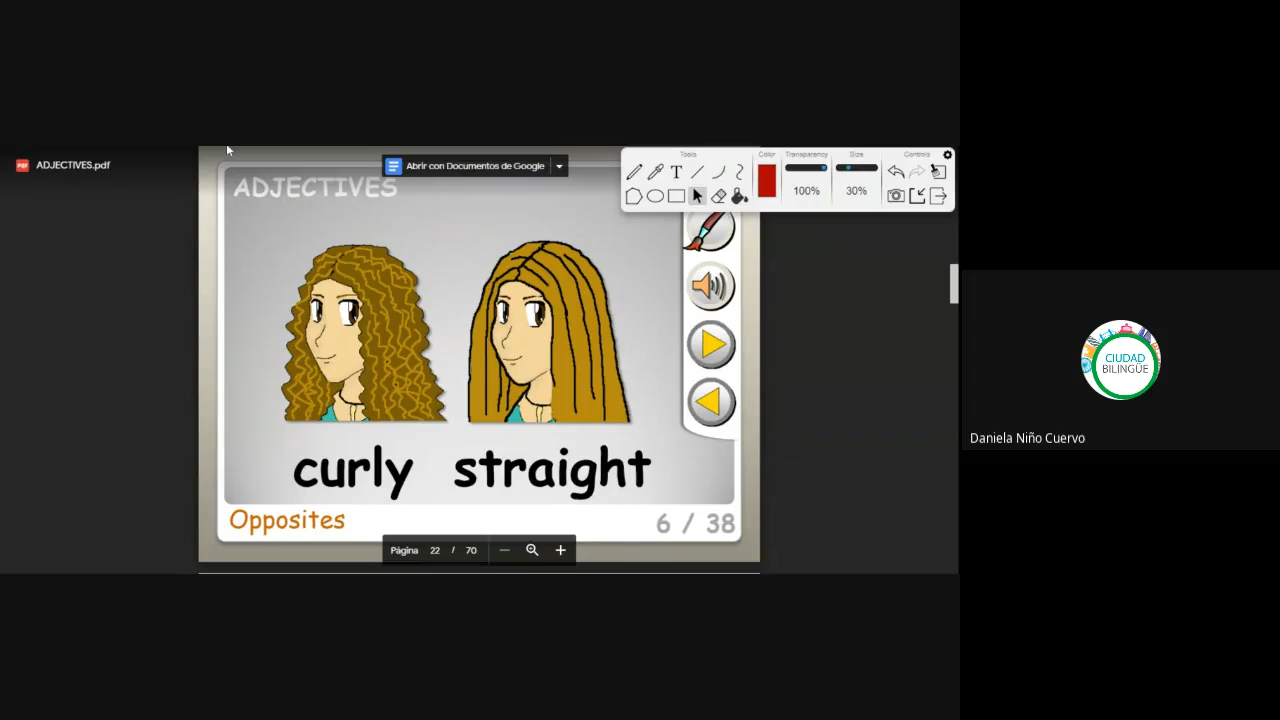 ADJECTIVES.pdf
Abrir con Documentos de Google
Tools
Color
Transparency
Size
Controls
100%
30%
ADJECTIVES
curly straight
Opposites
6 / 38
Página 22 / 70
CIUDAD
BILINGÜE
Daniela Niño Cuervo